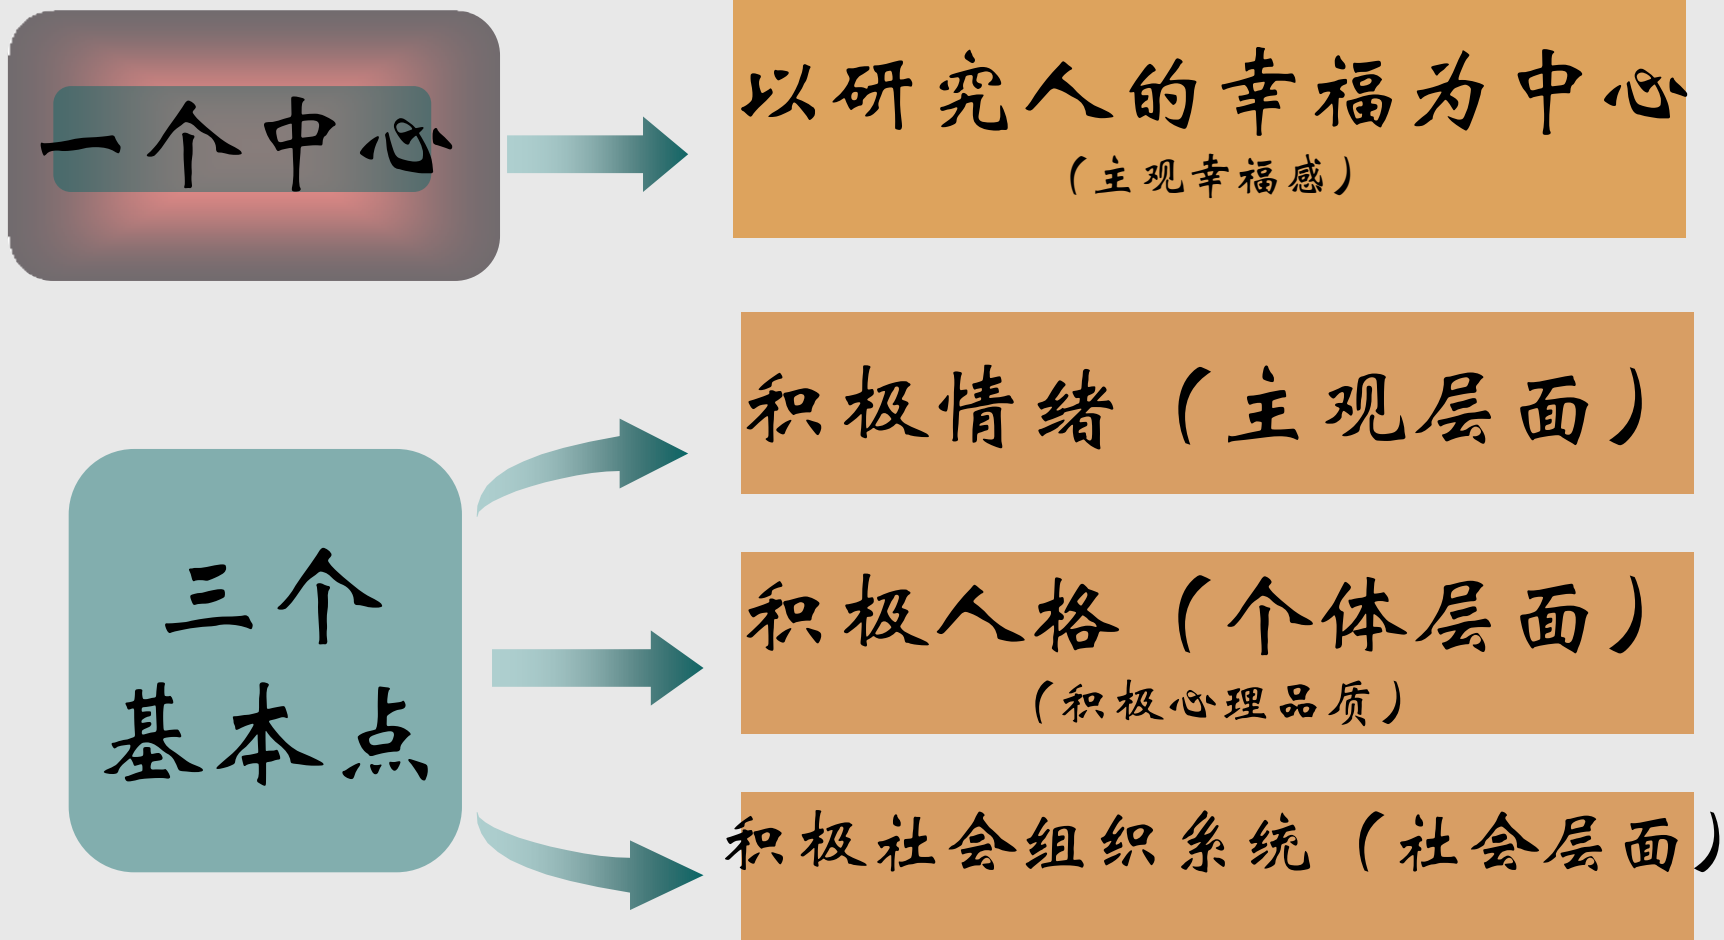 一个中心
以研究人的幸福为中心
（主观幸福感）
三个
基本点
积极情绪（主观层面）
积极人格（个体层面）
（积极心理品质）
积极社会组织系统（社会层面）